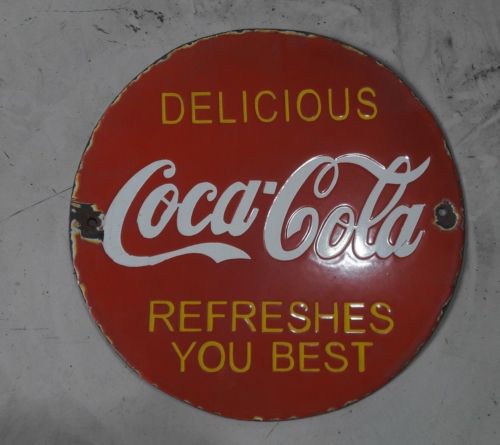 DELICIOUS
Coca-Cola
REFRESHES
YOU BEST